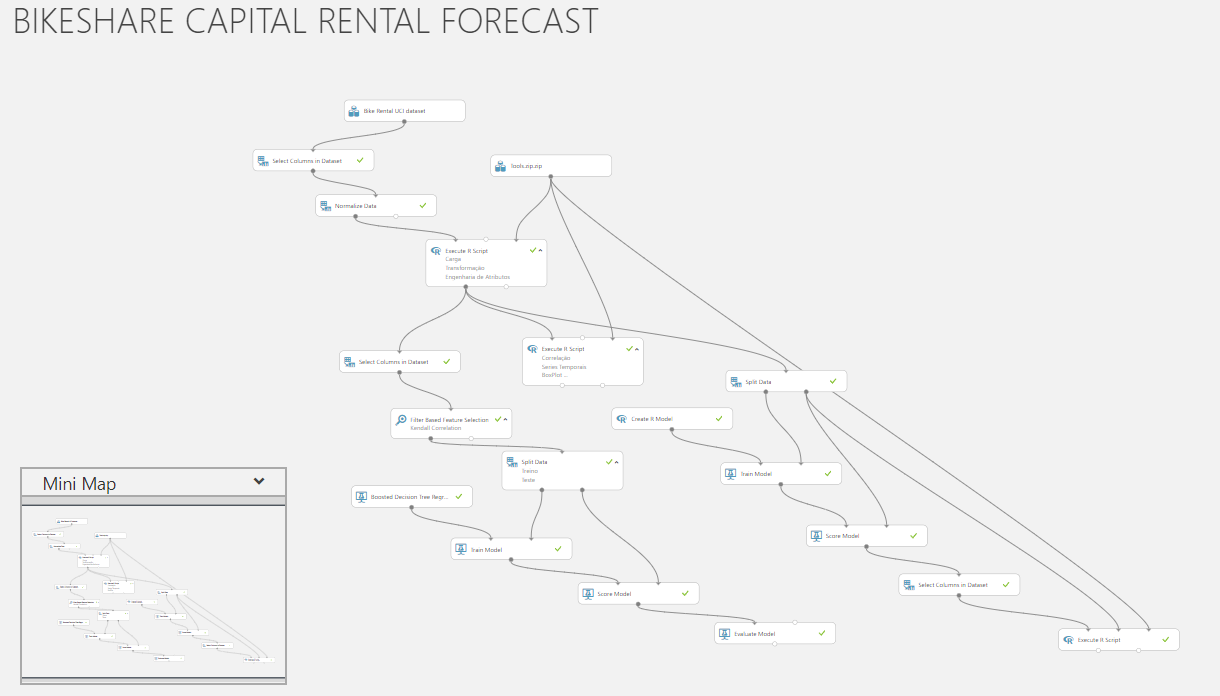 BIKESHARE CAPITAL RENTAL FORECAST
Bike Rental UCI dataset
Select Columns in Dataset
tools.zip.zip
Normalize Data
Execute R Script
Carga
Transformação
Engenharia de Atributos
Select Columns in Dataset
Execute R Script
Correlação
Series Temporais
BoxPlot ...
Split Data
Filter Based Feature Selection
Kendall Correlation
Create R Model
Split Data
Treino
Teste
Train Model
Boosted Decision Tree Regr...
Train Model
Score Model
Score Model
Select Columns in Dataset
Evaluate Model
Execute R Script
Mini Map